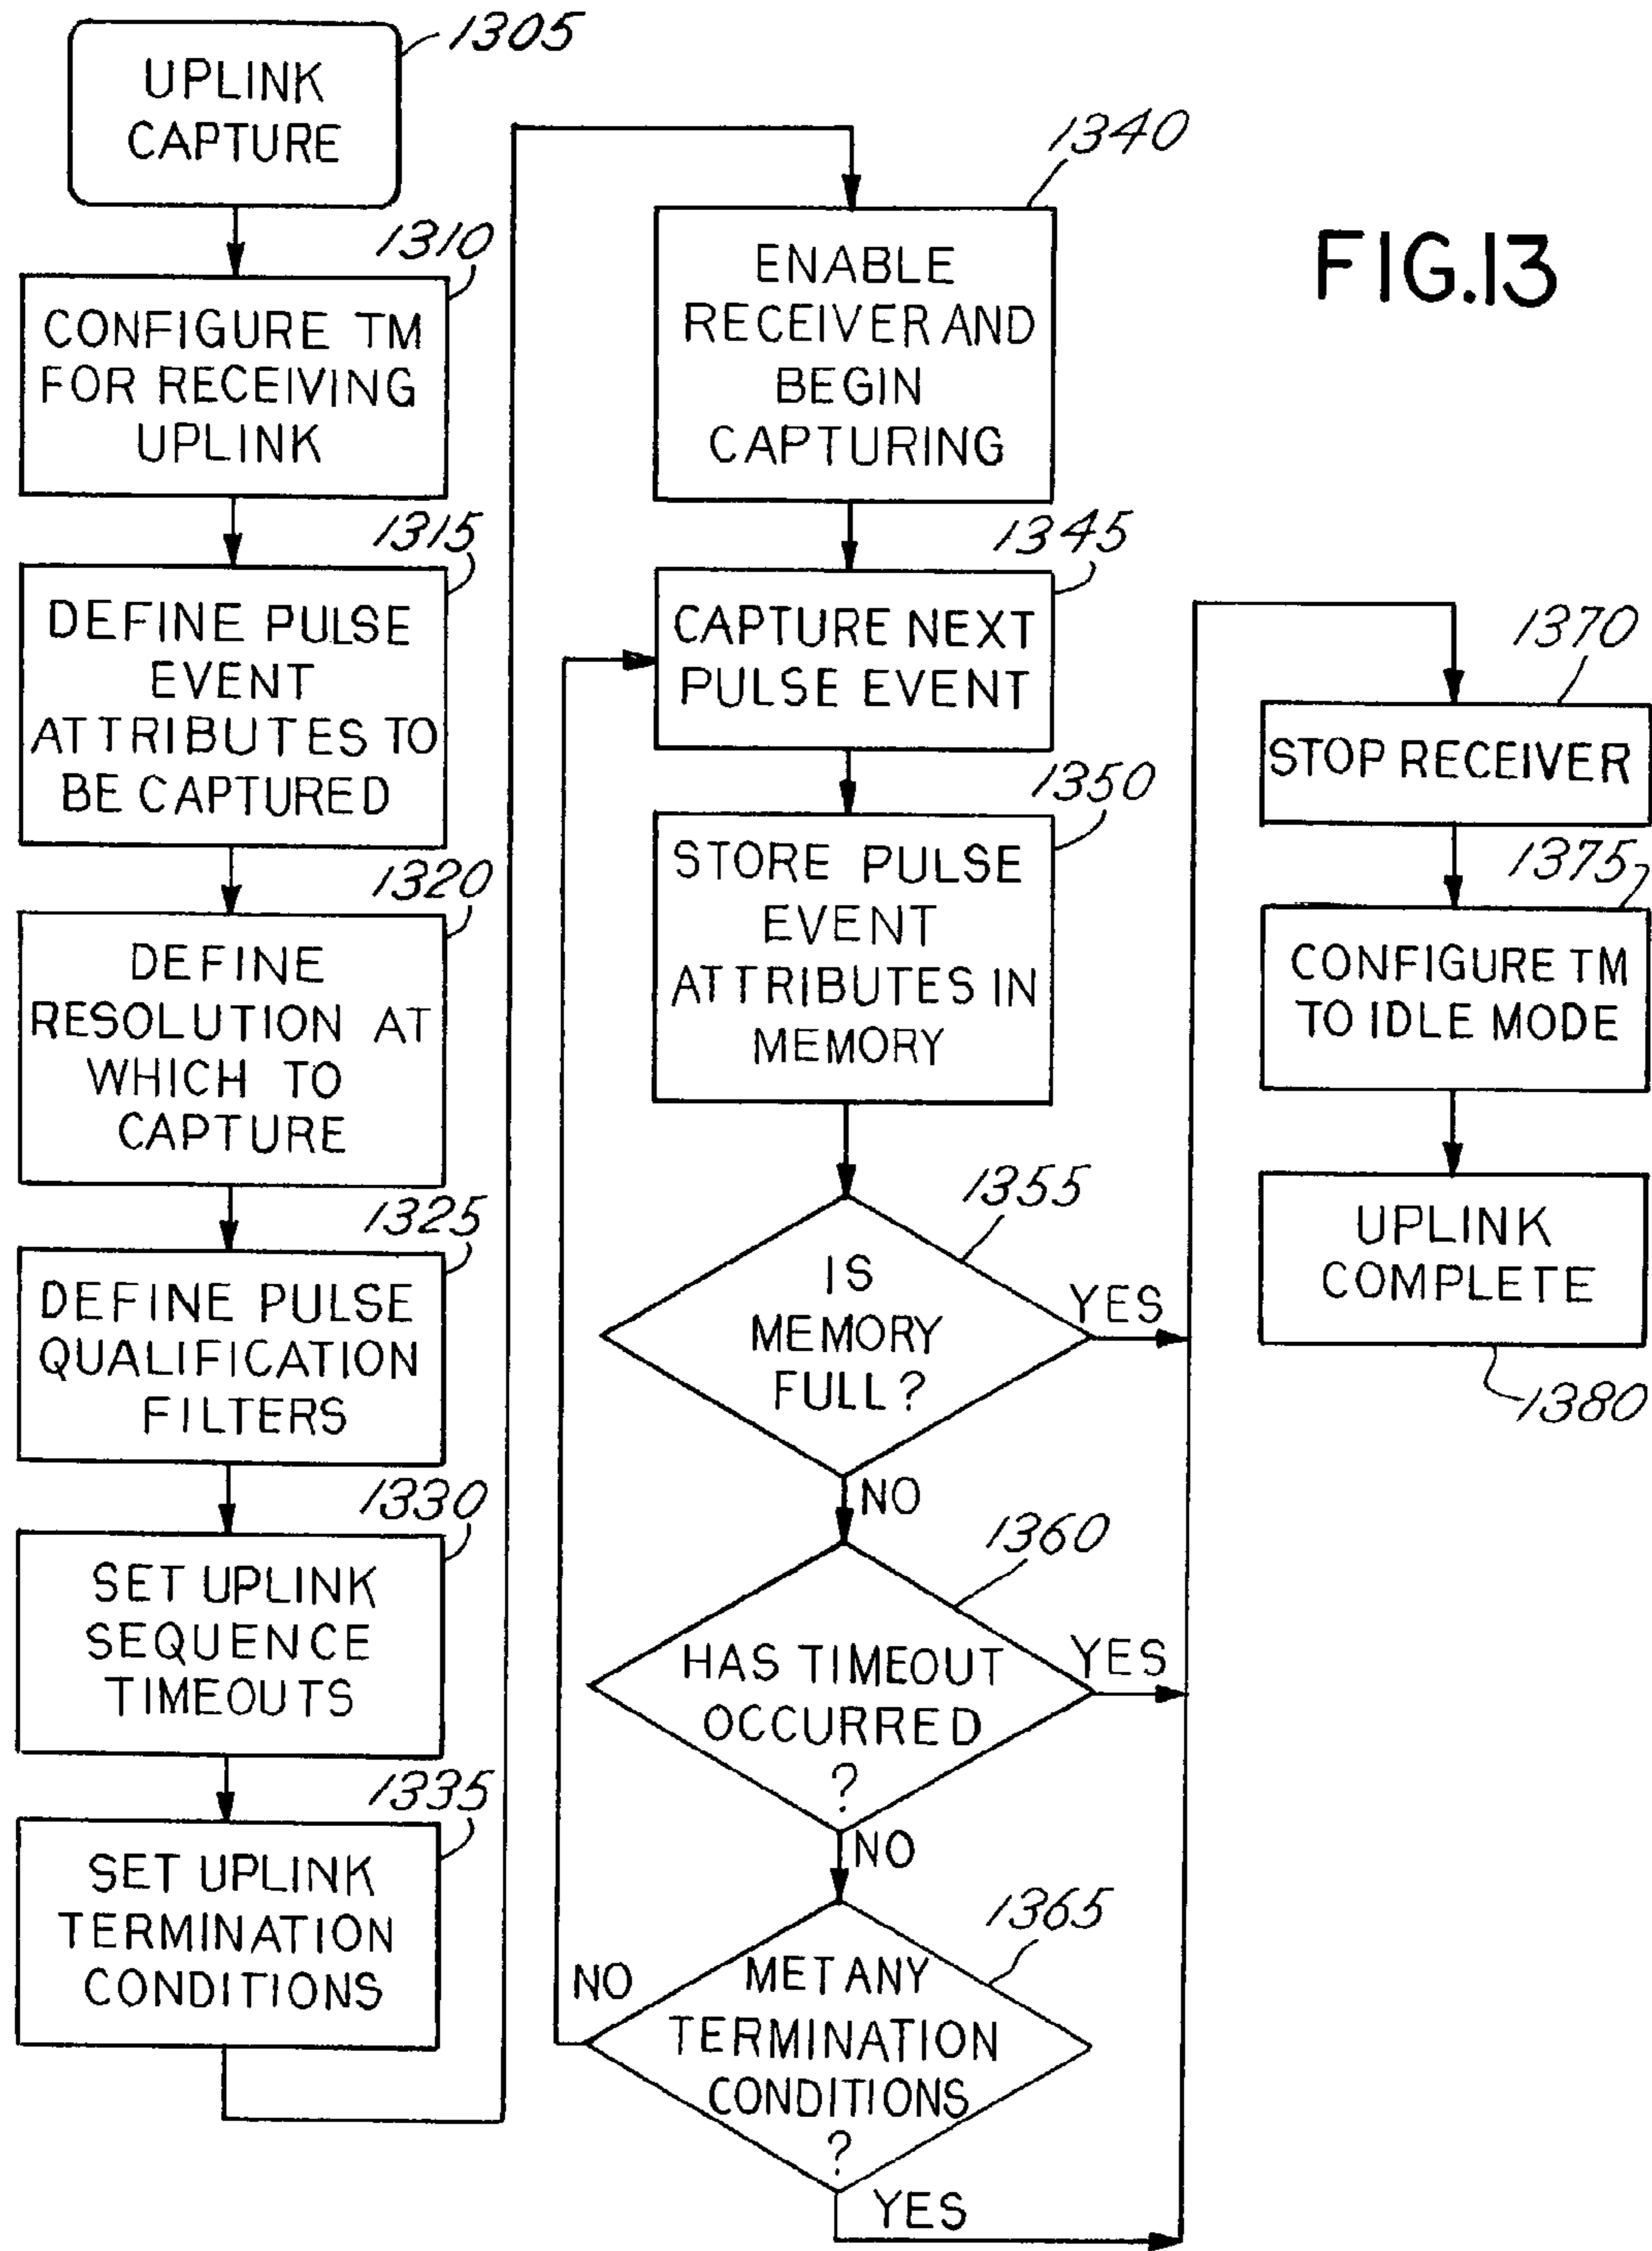 UPLINK
CAPTURE
1305
1310
CONFIGURE TM
FOR RECEIVING
UPLINK
1315
DEFINE PULSE
EVENT
ATTRIBUTES TO
BE CAPTURED
1320
DEFINE
RESOLUTION AT
WHICH TO
CAPTURE
1325
DEFINE PULSE
QUALIFICATION
FILTERS
1330
SET UPLINK
SEQUENCE
TIMEOUTS
1335
SET UPLINK
TERMINATION
CONDITIONS
1340
ENABLE
RECEIVER AND
BEGIN
CAPTURING
1345
CAPTURE NEXT
PULSE EVENT
1350
STORE PULSE
EVENT
ATTRIBUTES IN
MEMORY
1355
IS
MEMORY
FULL?
YES
NO
1360
HAS TIMEOUT
OCCURRED
?
YES
NO
1365
MET ANY
TERMINATION
CONDITIONS
?
NO
YES
FIG.13
1370
STOP RECEIVER
1375
CONFIGURE TM
TO IDLE MODE
UPLINK
COMPLETE
1380